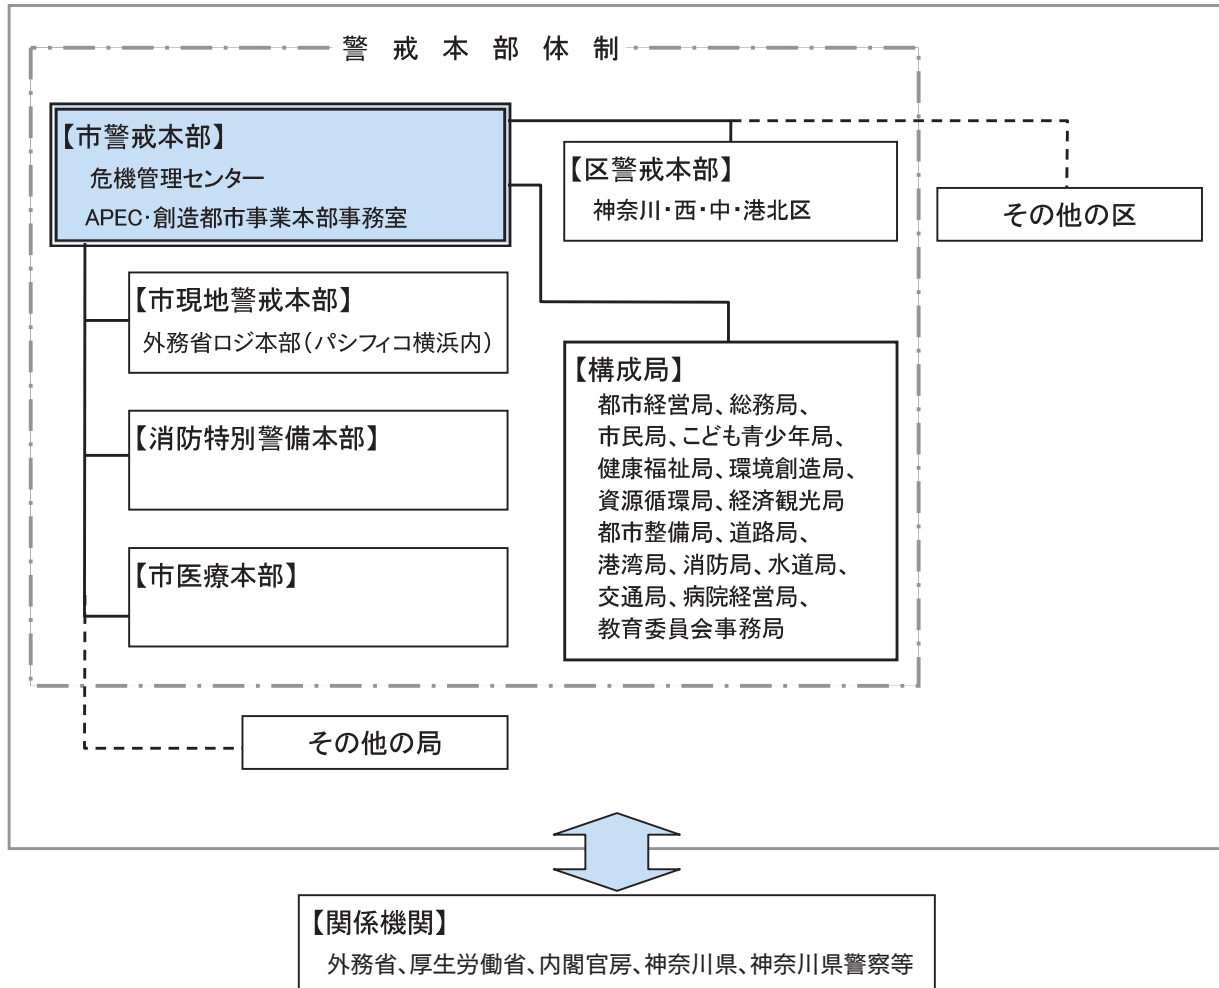 警戒本部体制
【市警戒本部】
危機管理センター
APEC・創造都市事業本部事務室
【区警戒本部】
神奈川・西・中・港北区
その他の区
【市現地警戒本部】
外務省ロジ本部（パシフィコ横浜内）
【消防特別警備本部】
【市医療本部】
【構成局】
都市経営局、総務局、
市民局、こども青少年局、
健康福祉局、環境創造局、
資源循環局、経済観光局
都市整備局、道路局、
港湾局、消防局、水道局、
交通局、病院経営局、
教育委員会事務局
その他の局
【関係機関】
外務省、厚生労働省、内閣官房、神奈川県、神奈川県警察等